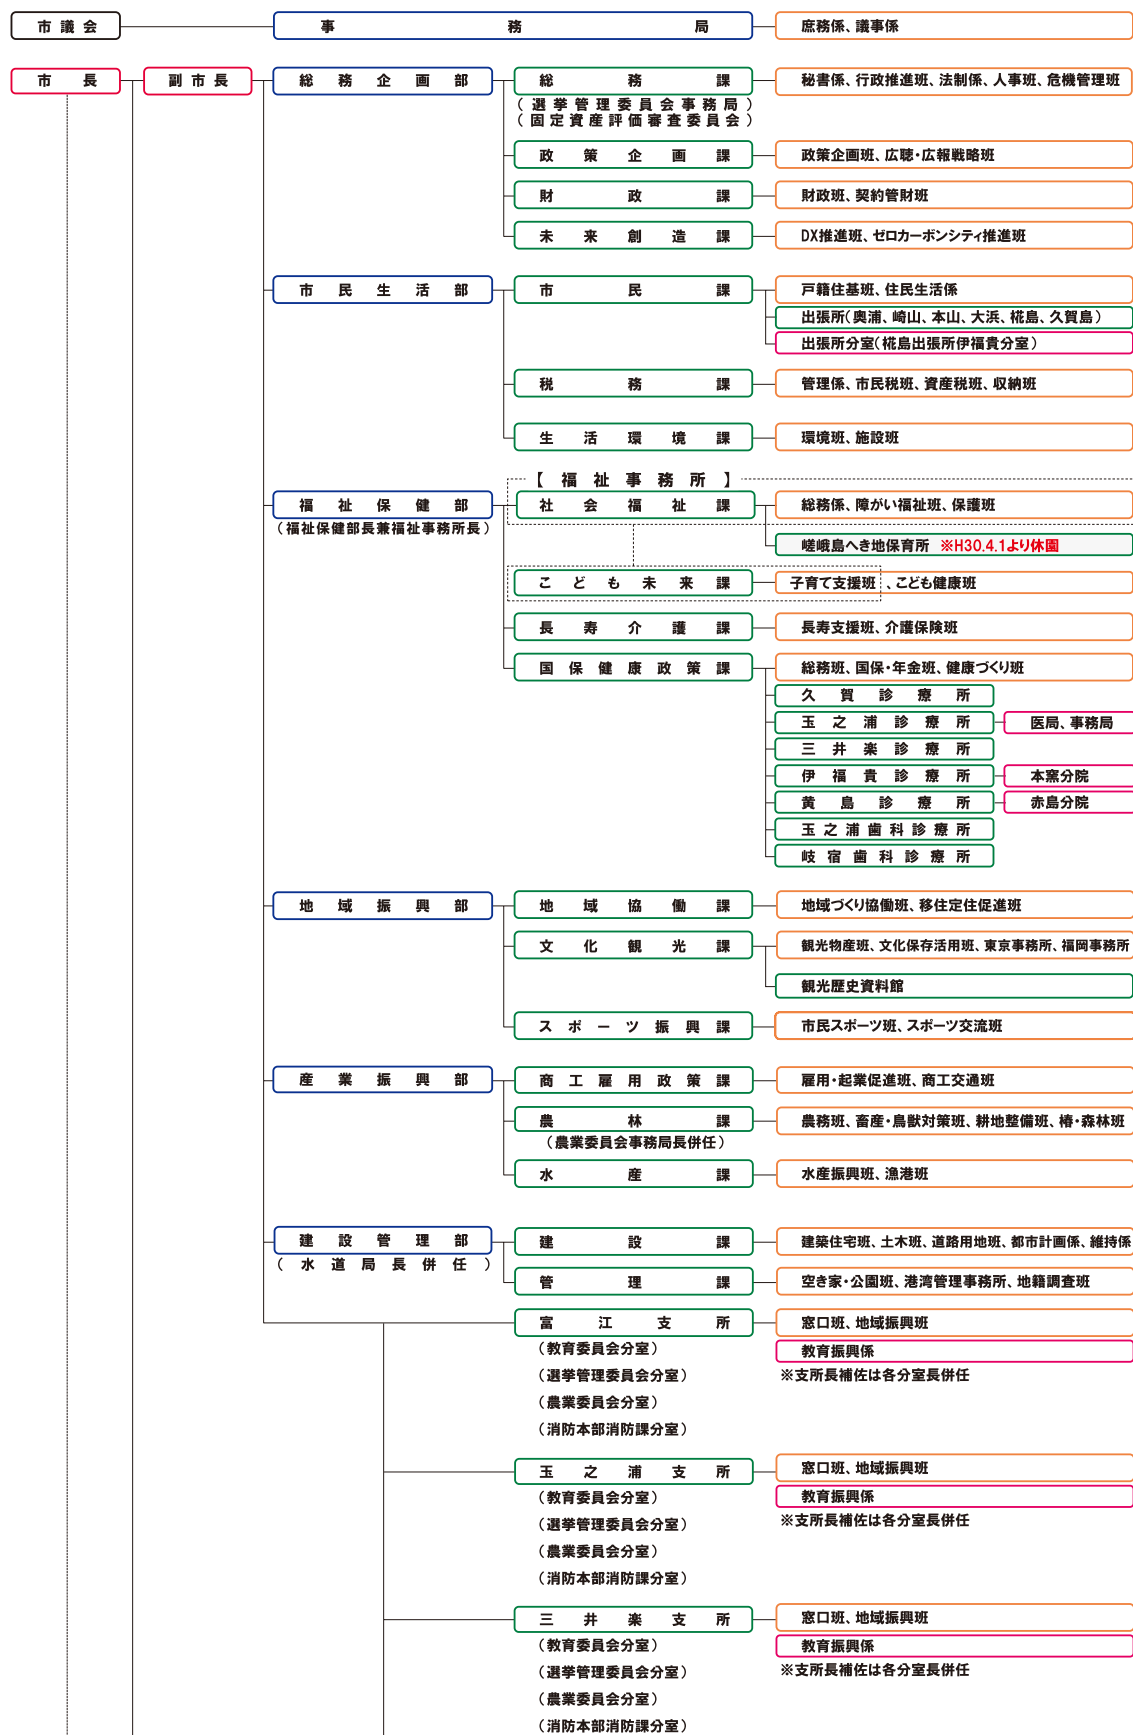 市議会 事務局 庶務係、議事係
市長 副市長 総務企画部 総務課 秘書係、行政推進班、法制係、人事班、危機管理班
（選挙管理委員会事務局）
（固定資産評価審査委員会）
政策企画課 政策企画班、広聴・広報戦略班
財政課 財政班、契約管財班
未来創造課 DX推進班、ゼロカーボンシティ推進班
市民生活部 市民課 戸籍住基班、住民生活係
出張所（奥浦、崎山、本山、大浜、椛島、久賀島）
出張所分室（椛島出張所伊福貴分室）
税務課 管理係、市民税班、資産税班、収納班
生活環境課 環境班、施設班
【福祉事務所】
福祉保健部 社会福祉課 総務係、障がい福祉班、保護班
（福祉保健部長兼福祉事務所長）
嵯峨島へき地保育所 ※H30.4.1より休園
こども未来課 子育て支援班、こども健康班
長寿介護課 長寿支援班、介護保険班
国保健康政策課 総務班、国保・年金班、健康づくり班
久賀診療所
玉之浦診療所 医局、事務局
三井楽診療所
伊福貴診療所 本窯分院
黄島診療所 赤島分院
玉之浦歯科診療所
岐宿歯科診療所
地域振興部 地域協働課 地域づくり協働班、移住定住促進班
文化観光課 観光物産班、文化保存活用班、東京事務所、福岡事務所
観光歴史資料館
スポーツ振興課 市民スポーツ班、スポーツ交流班
産業振興部 商工雇用政策課 雇用・起業促進班、商工交通班
農林課 農務班、畜産・鳥獣対策班、耕地整備班、椿・森林班
（農業委員会事務局長併任）
水産課 水産振興班、漁港班
建設管理部 建設課 建築住宅班、土木班、道路用地班、都市計画係、維持係
（水道局長併任）
管理課 空き家・公園班、港湾管理事務所、地籍調査班
富江支所 窓口班、地域振興班
（教育委員会分室） 教育振興係
（選挙管理委員会分室） ※支所長補佐は各分室長併任
（農業委員会分室）
（消防本部消防課分室）
玉之浦支所 窓口班、地域振興班
（教育委員会分室） 教育振興係
（選挙管理委員会分室） ※支所長補佐は各分室長併任
（農業委員会分室）
（消防本部消防課分室）
三井楽支所 窓口班、地域振興班
（教育委員会分室） 教育振興係
（選挙管理委員会分室） ※支所長補佐は各分室長併任
（農業委員会分室）
（消防本部消防課分室）